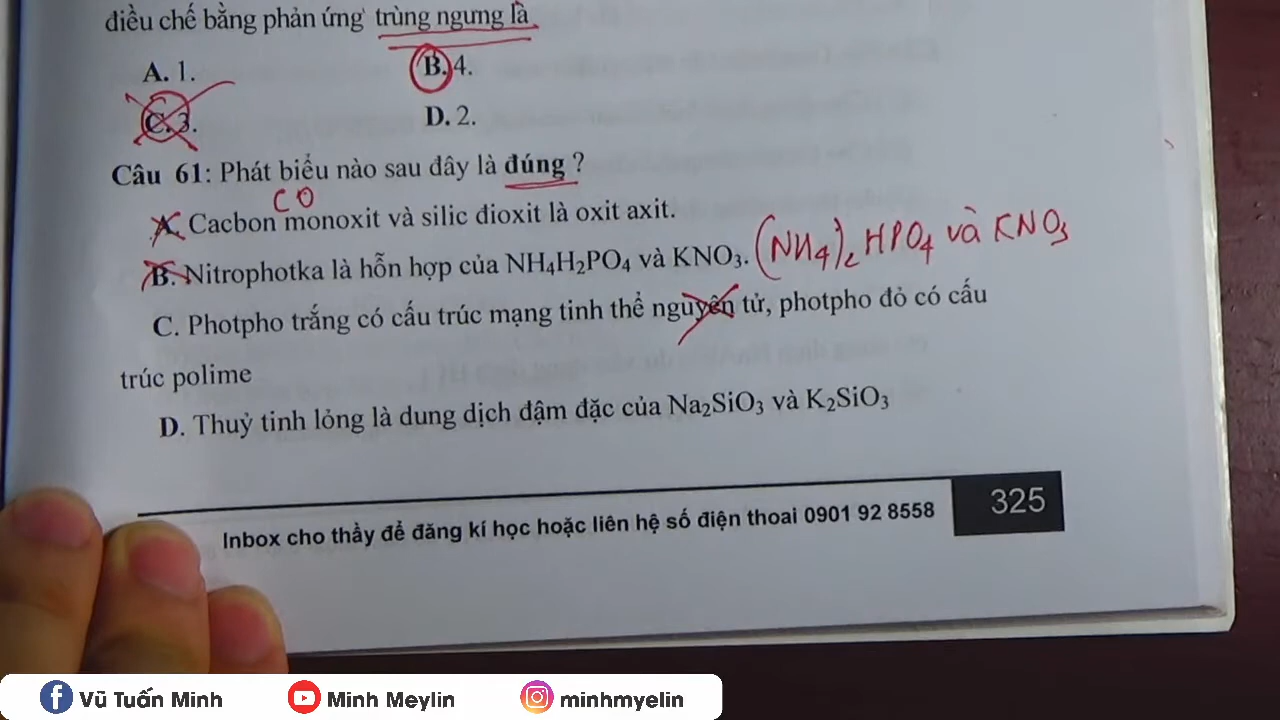 điều chế bằng phản ứng trùng ngưng là
A. 1. B. 4.
C. 3. D. 2.
Câu 61: Phát biểu nào sau đây là đúng ?
CO
A. Cacbon monoxit và silic đioxit là oxit axit.
B. Nitrophotka là hỗn hợp của NH₄H₂PO₄ và KNO₃. (NH₄)₂HPO₄ và KNO₃
C. Photpho trắng có cấu trúc mạng tinh thể nguyên tử, photpho đỏ có cấu
trúc polime
D. Thuỷ tinh lỏng là dung dịch đậm đặc của Na₂SiO₃ và K₂SiO₃
Inbox cho thầy để đăng kí học hoặc liên hệ số điện thoai 0901 92 8558 325
Vũ Tuấn Minh Minh Meylin minhmyelin